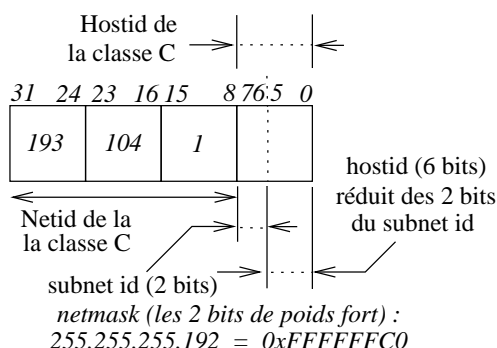 Hostid de
la classe C
31 24 23 16 15 8 7 6 5 0
193 104 1
hostid (6 bits)
réduit des 2 bits
du subnet id
Netid de la
la classe C
subnet id (2 bits)
netmask (les 2 bits de poids fort) :
255.255.255.192 = 0xFFFFFFC0